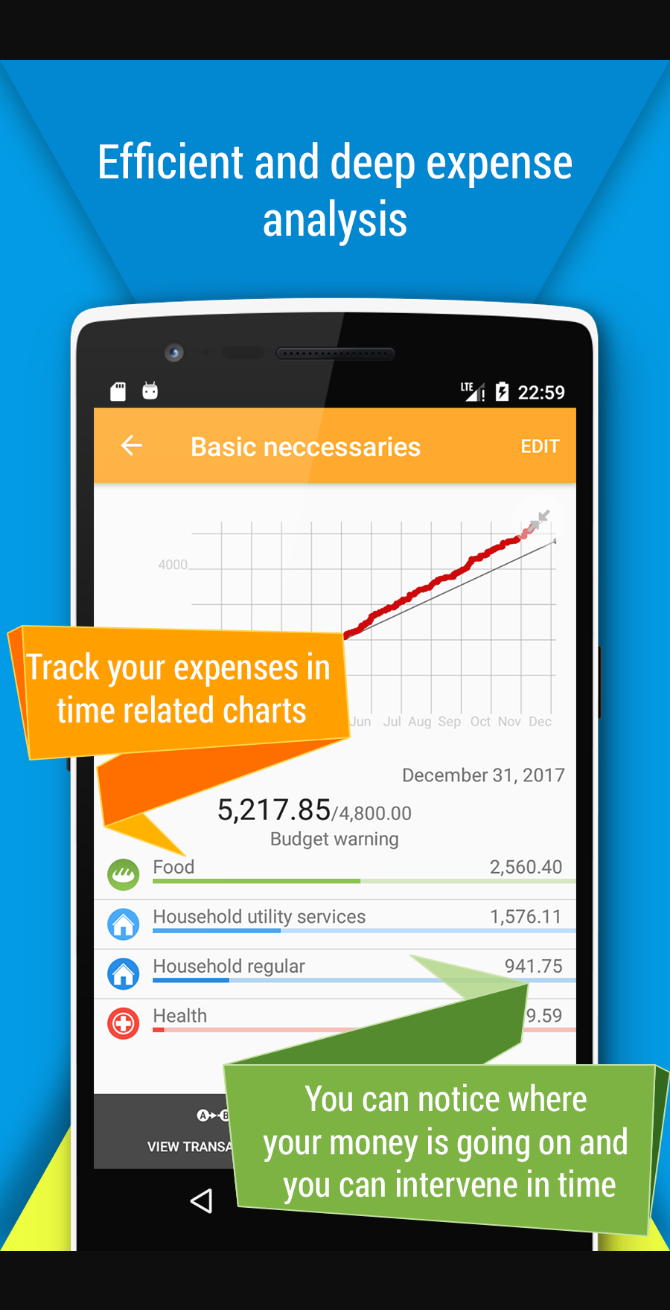 Efficient and deep expense
analysis
LTE 22:59
Basic neccessaries EDIT
4000
Track your expenses in
time related charts
Jun Jul Aug Sep Oct Nov Dec
December 31, 2017
5,217.85/4,800.00
Budget warning
Food 2,560.40
Household utility services 1,576.11
Household regular 941.75
Health 9.59
A B
VIEW TRANSA
You can notice where
your money is going on and
you can intervene in time